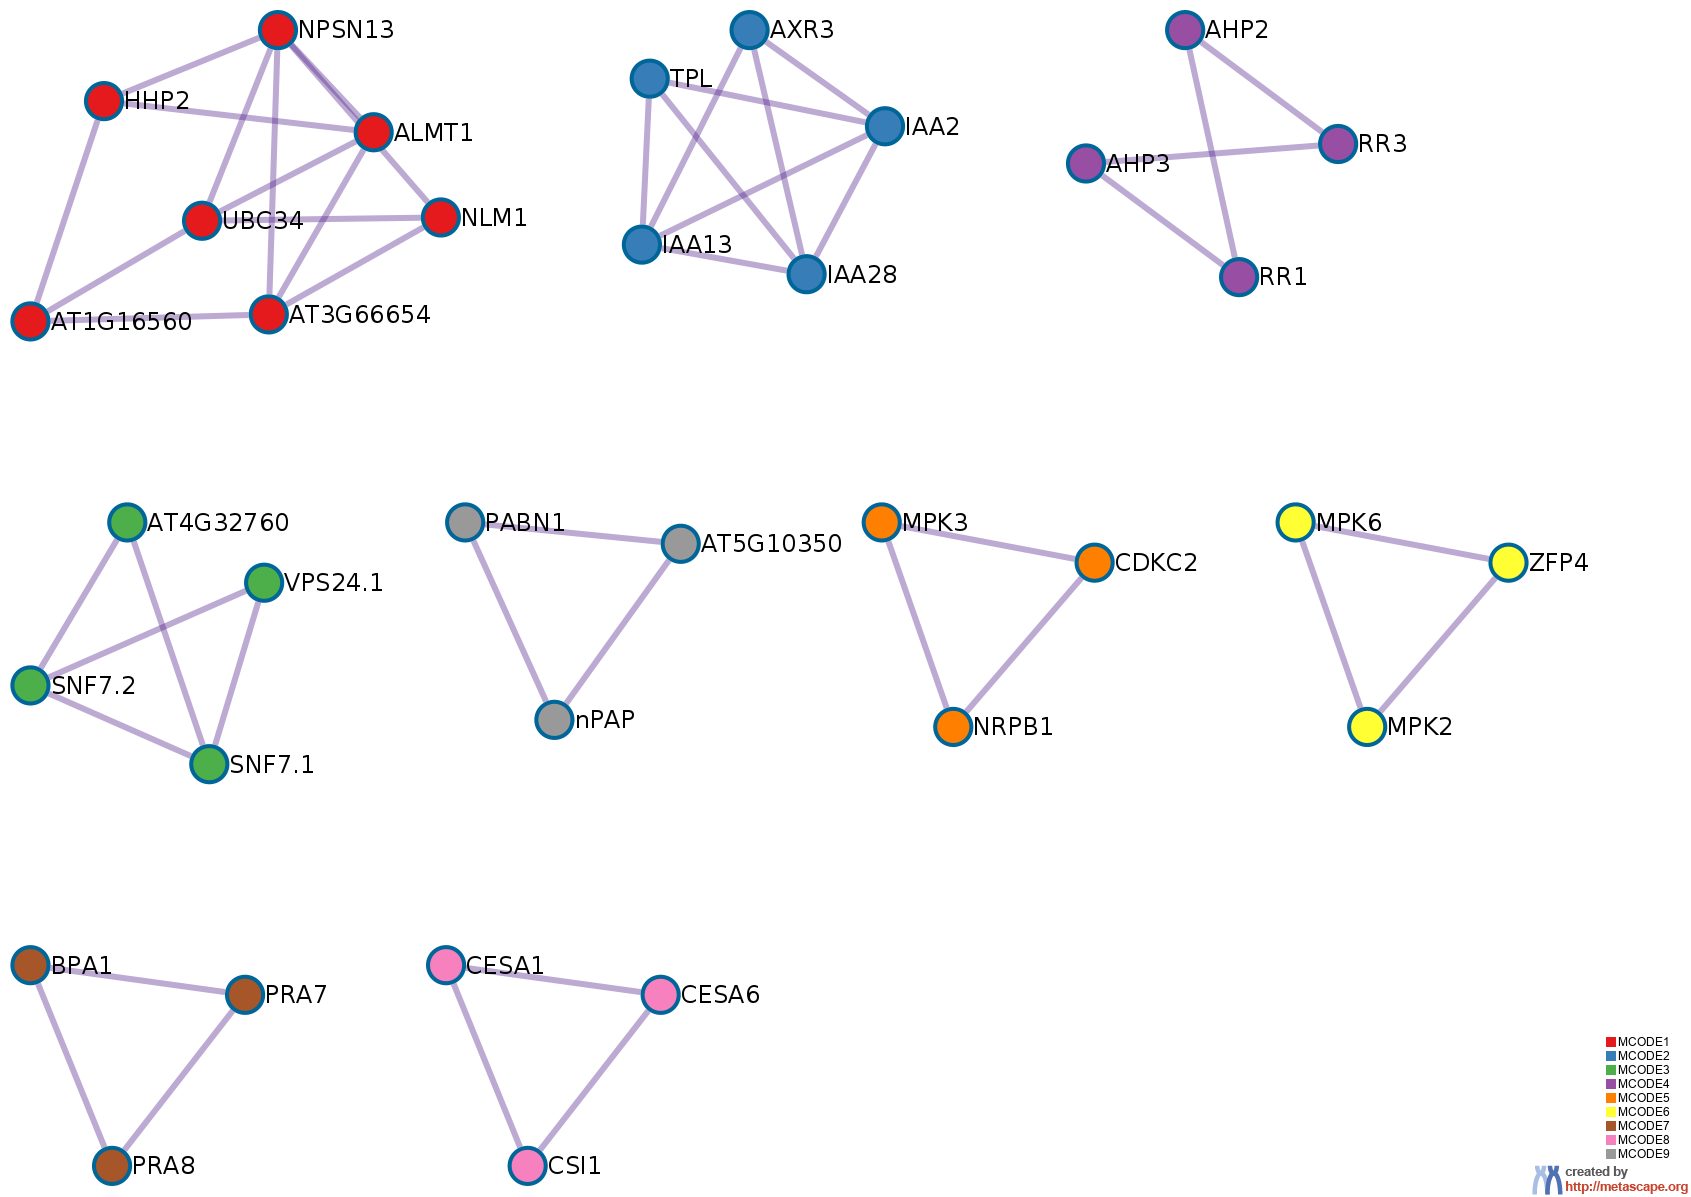 NPSN13
HHP2
ALMT1
UBC34
NLM1
AT1G16560
AT3G66654
AXR3
TPL
IAA2
IAA13
IAA28
AHP2
RR3
AHP3
RR1
AT4G32760
VPS24.1
SNF7.2
SNF7.1
PABN1
AT5G10350
nPAP
MPK3
CDKC2
NRPB1
MPK6
ZFP4
MPK2
BPA1
PRA7
PRA8
CESA1
CESA6
CSI1
MCODE1
MCODE2
MCODE3
MCODE4
MCODE5
MCODE6
MCODE7
MCODE8
MCODE9
created by
http://metascape.org